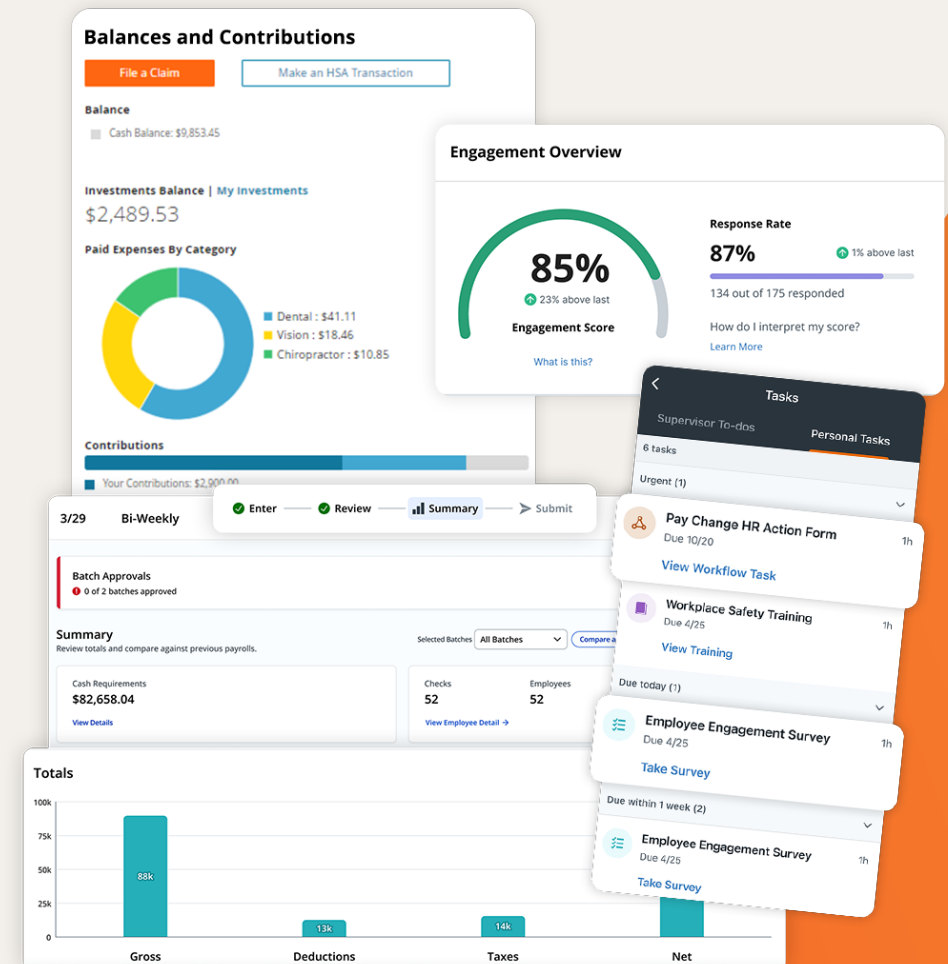 Balances and Contributions
File a Claim
Make an HSA Transaction
Balance
Cash Balance: $9,853.45
Investments Balance | My Investments
$2,489.53
Paid Expenses By Category
Dental : $41.11
Vision : $18.46
Chiropractor : $10.85
Contributions
Your Contributions: $2,900.00
Engagement Overview
85%
23% above last
Engagement Score
What is this?
Response Rate
87%
1% above last
134 out of 175 responded
How do I interpret my score?
Learn More
Tasks
Supervisor To-dos
Personal Tasks
6 tasks
Urgent (1)
Pay Change HR Action Form
1h
Due 10/20
View Workflow Task
Workplace Safety Training
1h
Due 4/25
View Training
Due today (1)
Employee Engagement Survey
1h
Due 4/25
Take Survey
Due within 1 week (2)
Employee Engagement Survey
1h
Due 4/25
Take Survey
3/29
Bi-Weekly
Enter
Review
Summary
Submit
Batch Approvals
0 of 2 batches approved
Summary
Review totals and compare against previous payrolls.
Selected Batches
All Batches
Compare a
Cash Requirements
$82,658.04
View Details
Checks
Employees
52
52
View Employee Detail →
Totals
100k
75k
50k
25k
0
88k
13k
14k
Gross
Deductions
Taxes
Net